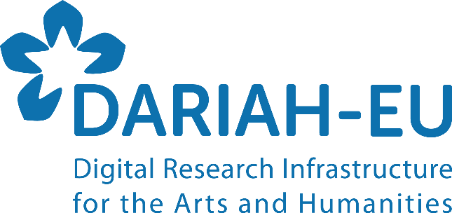 DARIAH-EU
Digital Research Infrastructure
for the Arts and Humanities